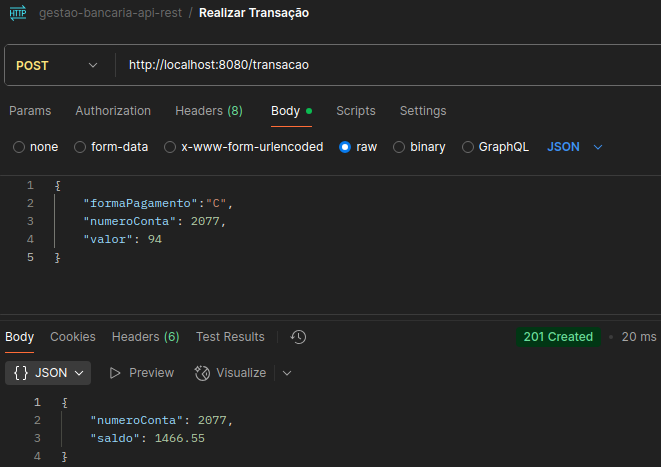 HTTP gestao-bancaria-api-rest / Realizar Transação
POST http://localhost:8080/transacao
Params Authorization Headers (8) Body Scripts Settings
none form-data x-www-form-urlencoded raw binary GraphQL JSON
1 {
2 "formaPagamento":"C",
3 "numeroConta": 2077,
4 "valor": 94
5 }
Body Cookies Headers (6) Test Results 201 Created • 20 ms
{} JSON Preview Visualize
1 {
2 "numeroConta": 2077,
3 "saldo": 1466.55
4 }